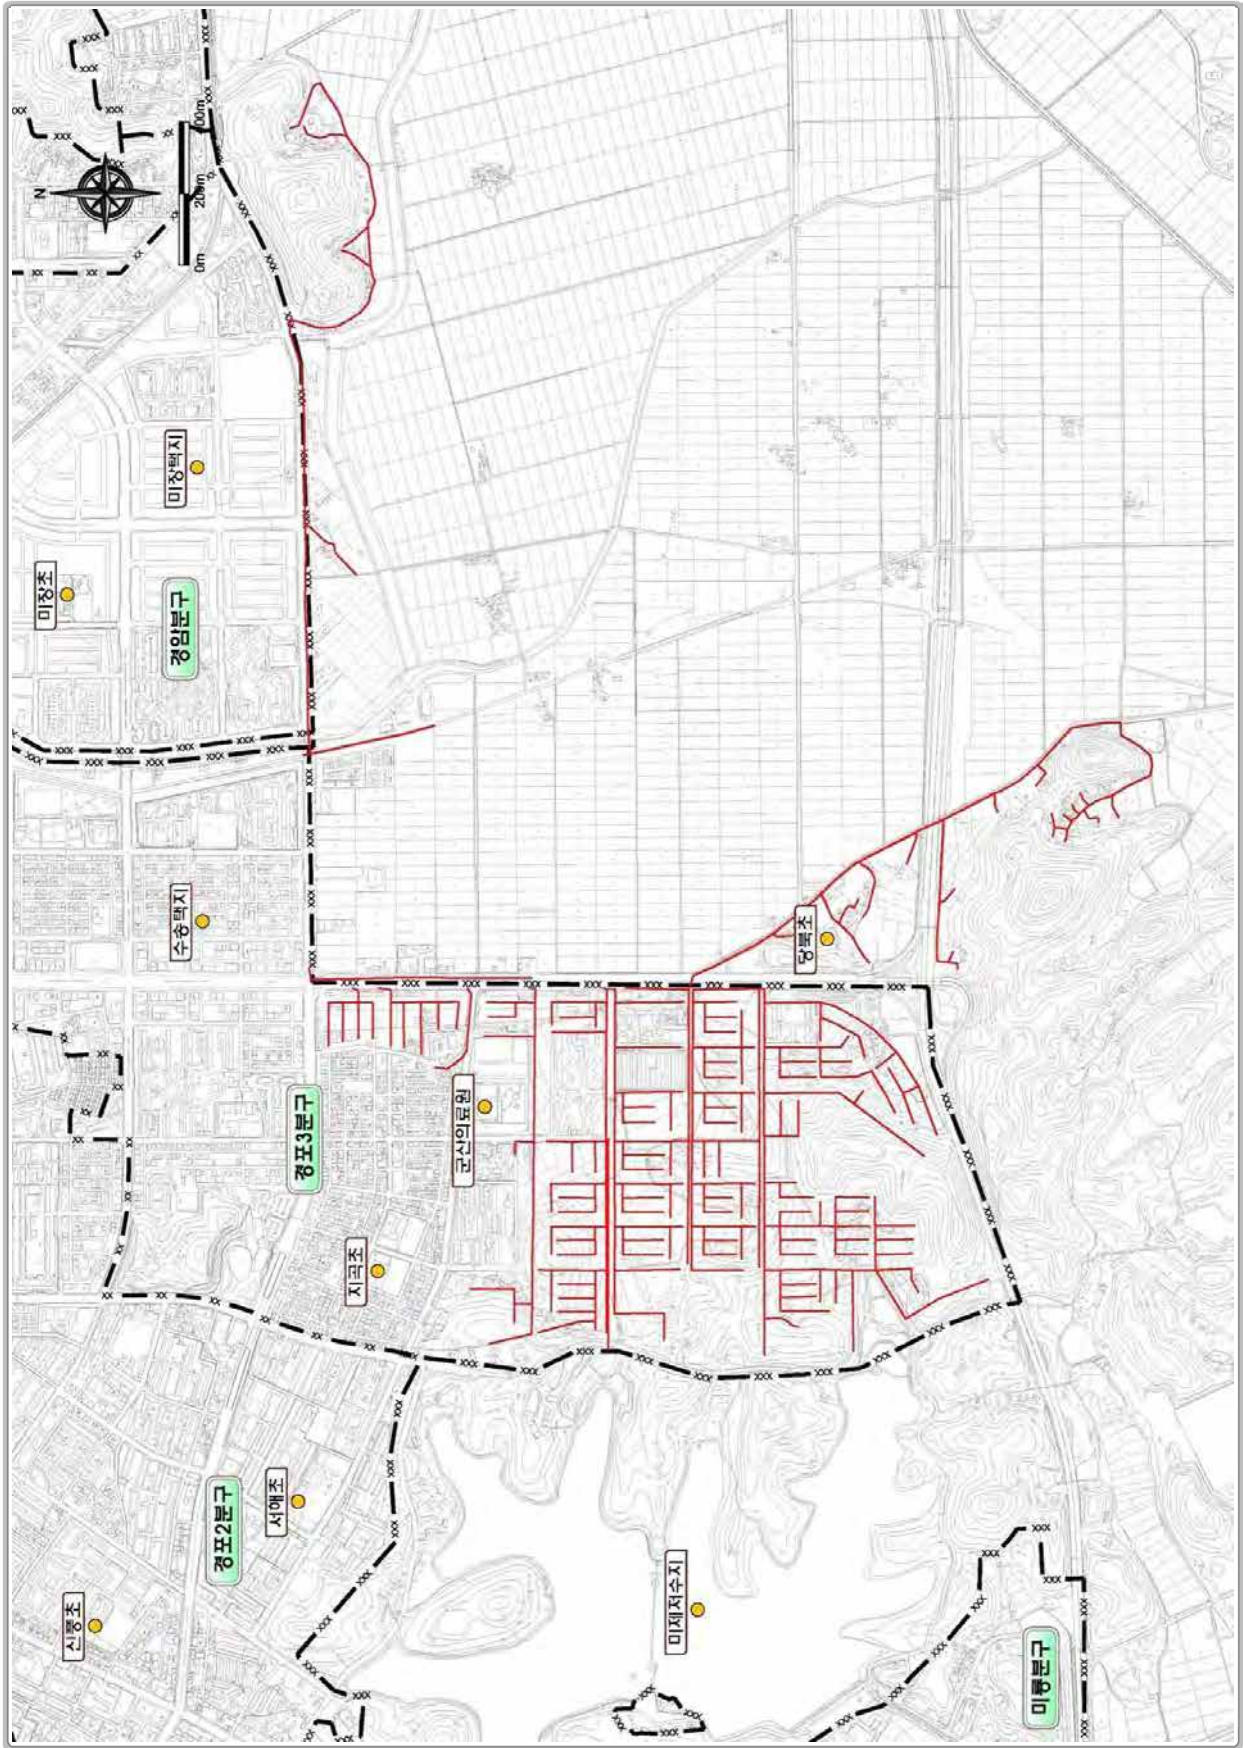 N
0m
200m
400m
미장초
미장택지
경암분구
수송택지
당북초
경포3분구
군산의료원
지곡초
경포2분구
서해초
신풍초
미제저수지
미룡분구